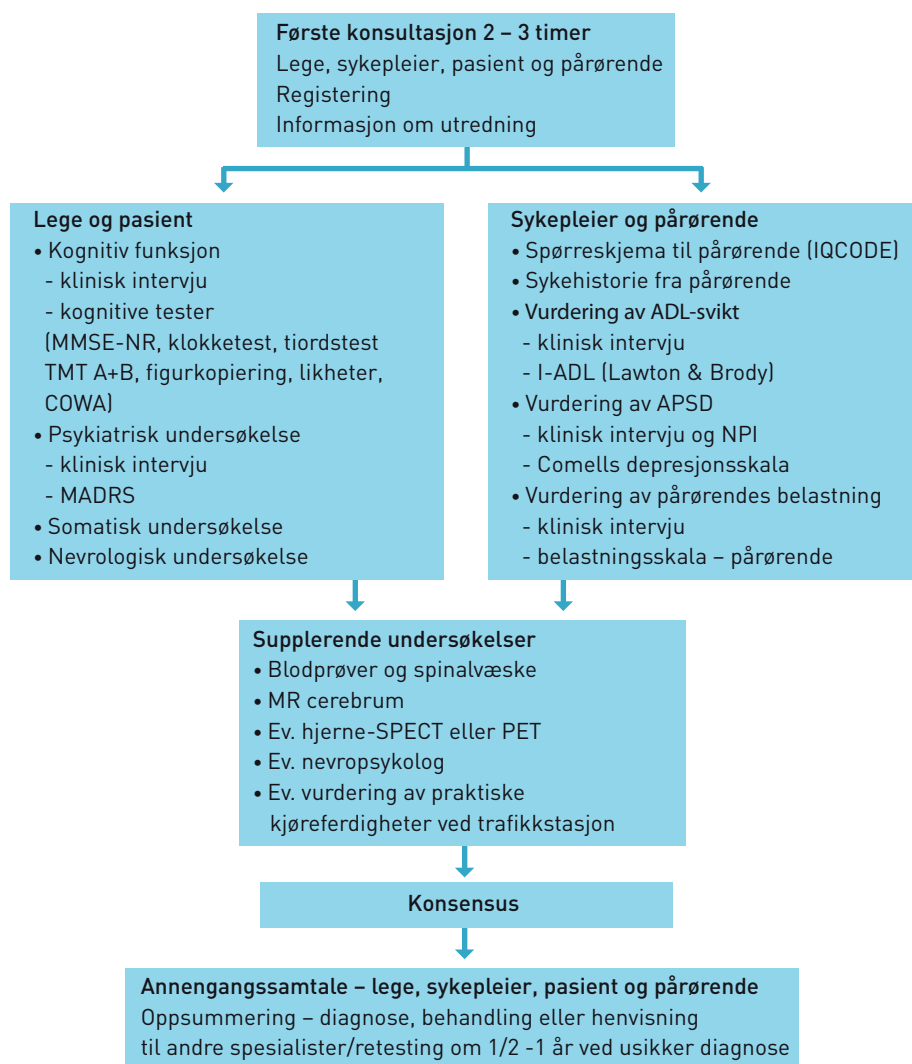 Første konsultasjon 2 – 3 timer
Lege, sykepleier, pasient og pårørende
Registering
Informasjon om utredning
Lege og pasient
• Kognitiv funksjon
- klinisk intervju
- kognitive tester
(MMSE-NR, klokketest, tiordstest
TMT A+B, figurkopiering, likheter,
COWA)
• Psykiatrisk undersøkelse
- klinisk intervju
- MADRS
• Somatisk undersøkelse
• Nevrologisk undersøkelse
Sykepleier og pårørende
• Spørreskjema til pårørende (IQCODE)
• Sykehistorie fra pårørende
• Vurdering av ADL-svikt
- klinisk intervju
- I-ADL (Lawton & Brody)
• Vurdering av APSD
- klinisk intervju og NPI
- Comells depresjonsskala
• Vurdering av pårørendes belastning
- klinisk intervju
- belastningsskala – pårørende
Supplerende undersøkelser
• Blodprøver og spinalvæske
• MR cerebrum
• Ev. hjerne-SPECT eller PET
• Ev. nevropsykolog
• Ev. vurdering av praktiske
kjøreferdigheter ved trafikkstasjon
Konsensus
Annengangssamtale – lege, sykepleier, pasient og pårørende
Oppsummering – diagnose, behandling eller henvisning
til andre spesialister/retesting om 1/2 -1 år ved usikker diagnose